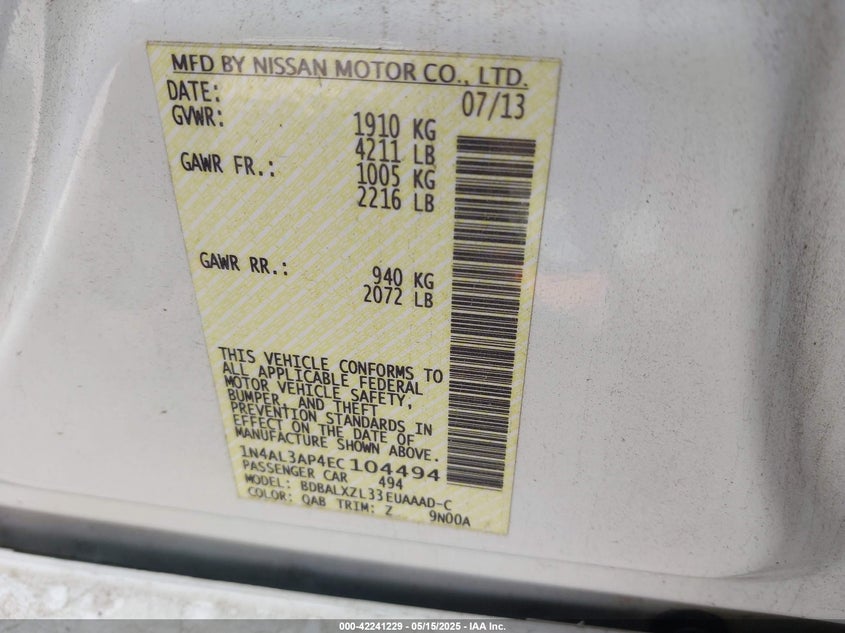 MFD BY NISSAN MOTOR CO., LTD.
DATE: 07/13
GVWR: 1910 KG
4211 LB
GAWR FR.: 1005 KG
2216 LB
GAWR RR.: 940 KG
2072 LB
THIS VEHICLE CONFORMS TO
ALL APPLICABLE FEDERAL
MOTOR VEHICLE SAFETY,
BUMPER, AND THEFT
PREVENTION STANDARDS IN
EFFECT ON THE DATE OF
MANUFACTURE SHOWN ABOVE.
1N4AL3AP4EC104494
PASSENGER CAR 494
MODEL: BDBALXZL33EUAAAD-C
COLOR: QAB TRIM: Z 9N00A
000-42241229 - 05/15/2025 - IAA Inc.